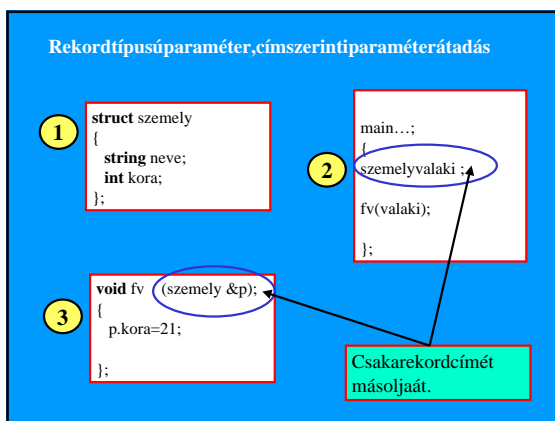 Rekordtípusúparaméter,címszerintiparaméterátadás
1
struct szemely
{
string neve;
int kora;
};
2
main…;
{
szemelyvalaki ;
fv(valaki);
};
3
void fv (szemely &p);
{
p.kora=21;
};
Csakarekordcímét
másoljaát.